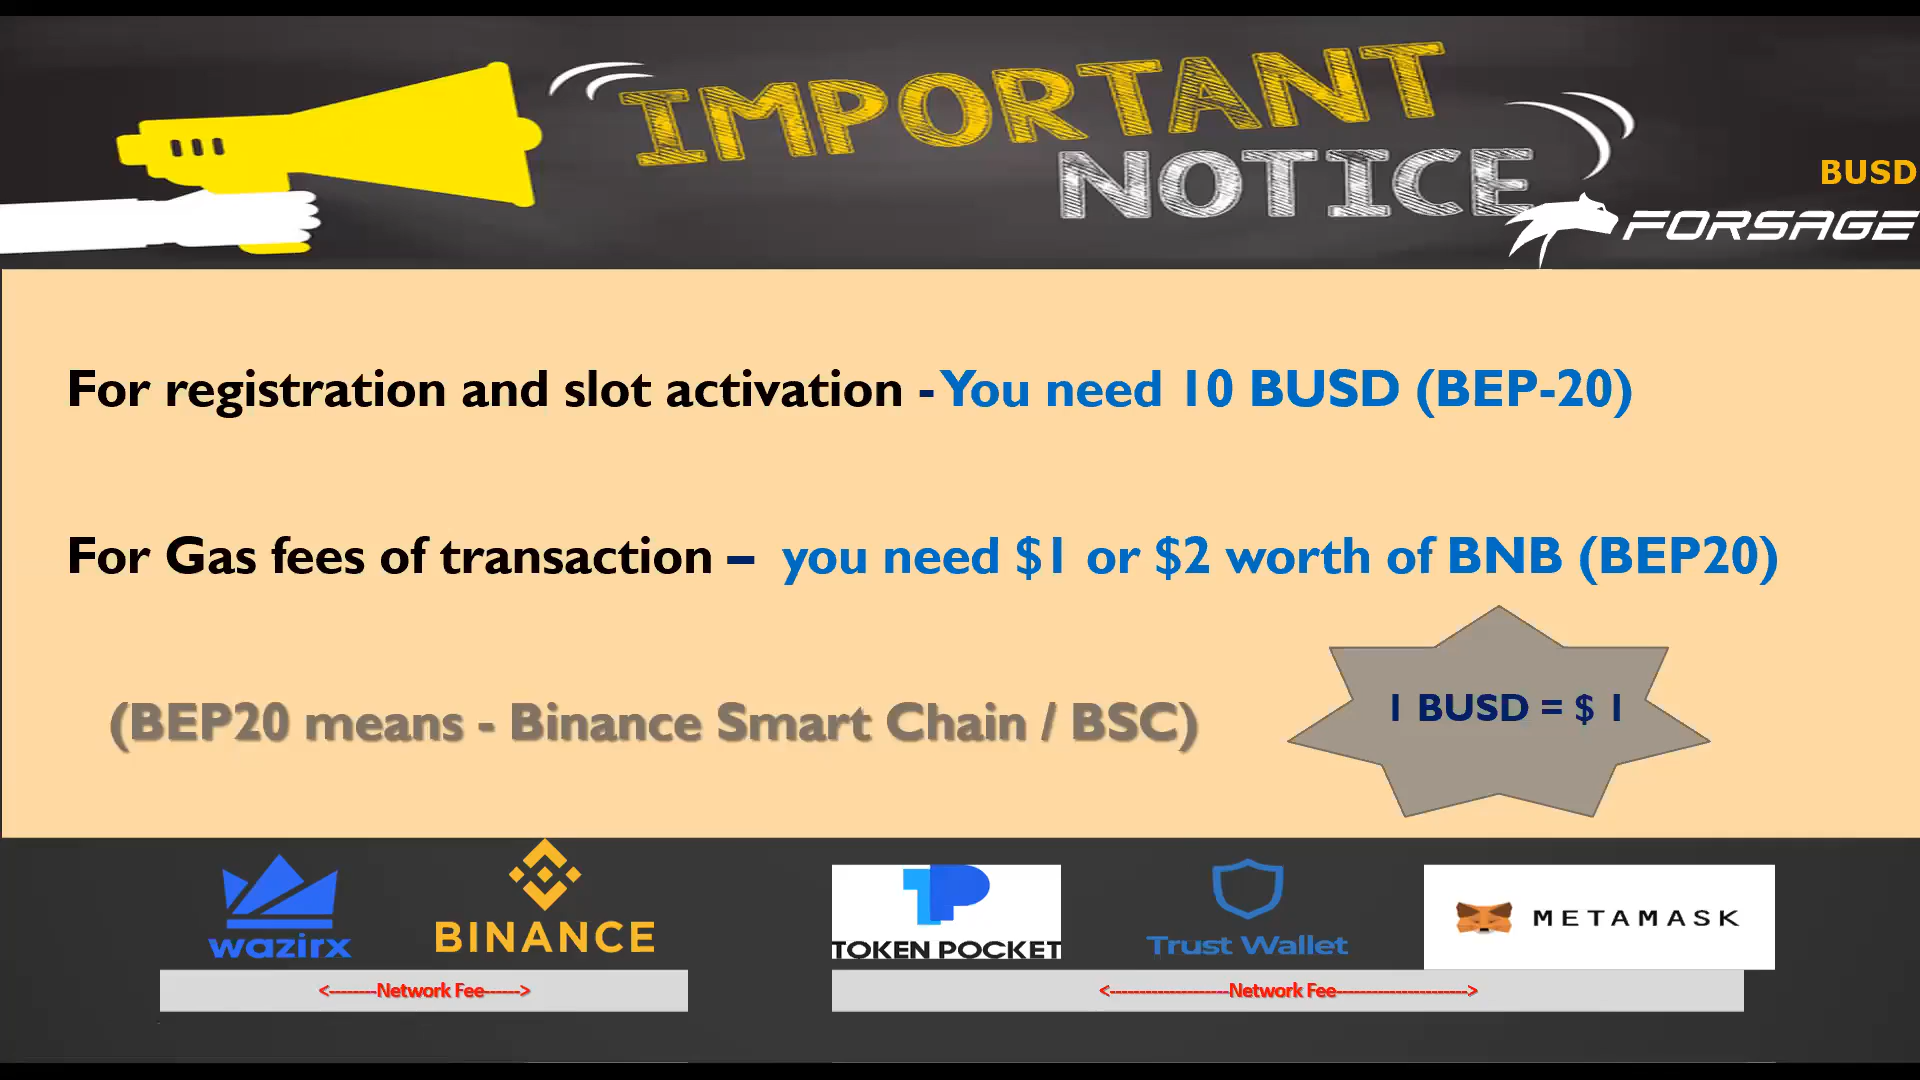 IMPORTANT
NOTICE
BUSD
FORSAGE
For registration and slot activation - You need 10 BUSD (BEP-20)
For Gas fees of transaction – you need $1 or $2 worth of BNB (BEP20)
(BEP20 means - Binance Smart Chain / BSC)
1 BUSD = $ 1
wazirx
BINANCE
TOKEN POCKET
Trust Wallet
METAMASK
<--------Network Fee------>
<--------------------Network Fee---------------------->